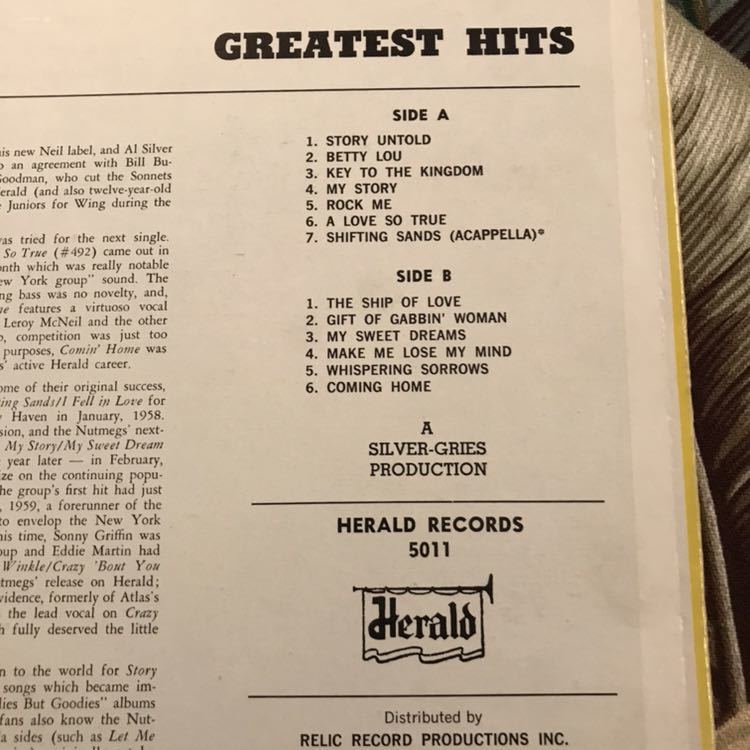 GREATEST HITS
his new Neil label, and Al Silver
an agreement with Bill Bu-
Goodman, who cut the Sonnets
erald (and also twelve-year-old
Juniors for Wing during the
was tried for the next single.
So True (#492) came out in
onth which was really notable
ew York group" sound. The
ng bass was no novelty, and,
features a virtuoso vocal
Leroy McNeil and the other
competition was just too
purposes, Comin' Home was
s' active Herald career.
ome of their original success,
ing Sands/I Fell in Love for
Haven in January, 1958.
sion, and the Nutmegs' next-
My Story/My Sweet Dream
year later — in February,
ize on the continuing popu-
he group's first hit had just
, 1959, a forerunner of the
to envelop the New York
his time, Sonny Griffin was
oup and Eddie Martin had
Winkle/Crazy 'Bout You
tmegs' release on Herald;
vidence, formerly of Atlas's
the lead vocal on Crazy
h fully deserved the little
n to the world for Story
songs which became im-
dies But Goodies" albums
fans also know the Nut-
a sides (such as Let Me
SIDE A
1. STORY UNTOLD
2. BETTY LOU
3. KEY TO THE KINGDOM
4. MY STORY
5. ROCK ME
6. A LOVE SO TRUE
7. SHIFTING SANDS (ACAPPELLA)*
SIDE B
1. THE SHIP OF LOVE
2. GIFT OF GABBIN' WOMAN
3. MY SWEET DREAMS
4. MAKE ME LOSE MY MIND
5. WHISPERING SORROWS
6. COMING HOME
A
SILVER-GRIES
PRODUCTION
HERALD RECORDS
5011
Herald
Distributed by
RELIC RECORD PRODUCTIONS INC.